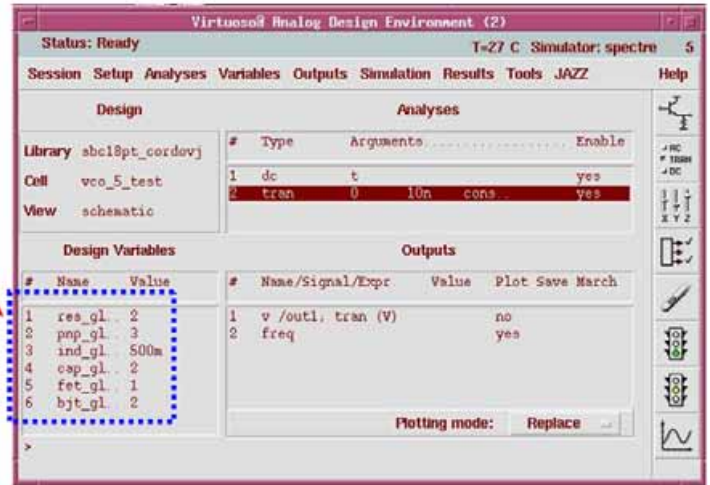 Virtuoso® Analog Design Environment (2)
Status: Ready T=27 C Simulator: spectre 5
Session Setup Analyses Variables Outputs Simulation Results Tools JAZZ Help
Design
Library sbc18pt_cordovj
Cell vco_5_test
View schematic
Analyses
# Type Arguments..................... Enable
1 dc t yes
2 tran 0 10n cons.. yes
Design Variables
# Name Value
1 res_gl.. 2
2 pnp_gl.. 3
3 ind_gl.. 500m
4 cap_gl.. 2
5 fet_gl.. 1
6 bjt_gl.. 2
Outputs
# Name/Signal/Expr Value Plot Save March
1 v /out1; tran (V) no
2 freq yes
Plotting mode: Replace
>
AC
TRAN
DC
X Y Z